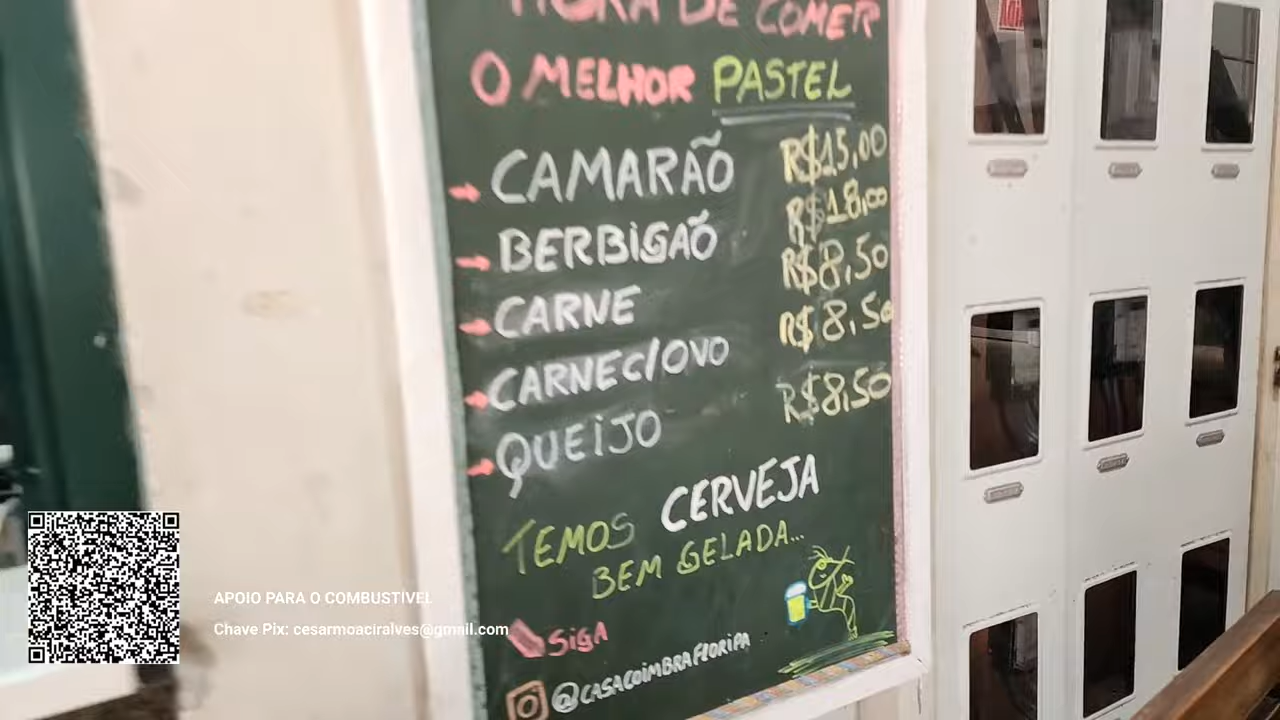 HORA DE COMER
O MELHOR PASTEL
CAMARÃO R$15,00
BERBIGÃO R$18,00
CARNE R$8,50
CARNE C/OVO R$8,50
QUEIJO R$8,50
TEMOS CERVEJA
BEM GELADA...
SIGA
@CASACOIMBRAFLORIPA
APOIO PARA O COMBUSTÍVEL
Chave Pix: cesarmoaciralves@gmail.com